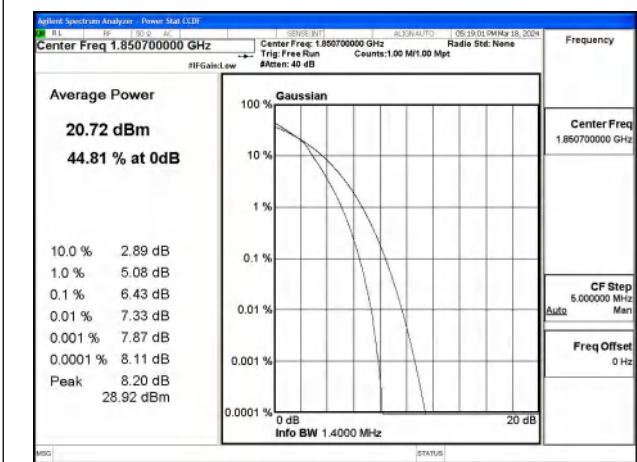 Agilent Spectrum Analyzer - Power Stat CCDF
RL RF 50 Ω AC SENSE:INT ALIGN AUTO 05:19:01 PM Mar 18, 2024
Center Freq 1.850700000 GHz
Center Freq: 1.850700000 GHz Radio Std: None
Trig: Free Run Counts:1.00 M/1.00 Mpt
#IFGain:Low #Atten: 40 dB
Frequency
Average Power
20.72 dBm
44.81 % at 0dB
10.0 % 2.89 dB
1.0 % 5.08 dB
0.1 % 6.43 dB
0.01 % 7.33 dB
0.001 % 7.87 dB
0.0001 % 8.11 dB
Peak 8.20 dB
28.92 dBm
Gaussian
100 %
10 %
1 %
0.1 %
0.01 %
0.001 %
0.0001 %
0 dB 20 dB
Info BW 1.4000 MHz
Center Freq
1.850700000 GHz
CF Step
5.000000 MHz
Auto Man
Freq Offset
0 Hz
MSG STATUS